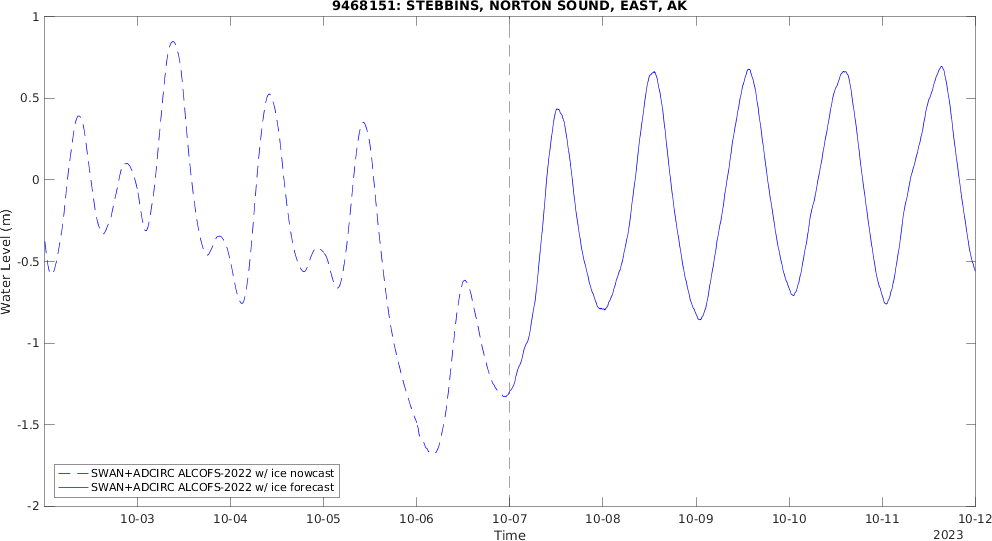 9468151: STEBBINS, NORTON SOUND, EAST, AK
1
0.5
0
-0.5
-1
-1.5
-2
Water Level (m)
SWAN+ADCIRC ALCOFS-2022 w/ ice nowcast
SWAN+ADCIRC ALCOFS-2022 w/ ice forecast
10-03 10-04 10-05 10-06 10-07 10-08 10-09 10-10 10-11 10-12
Time
2023